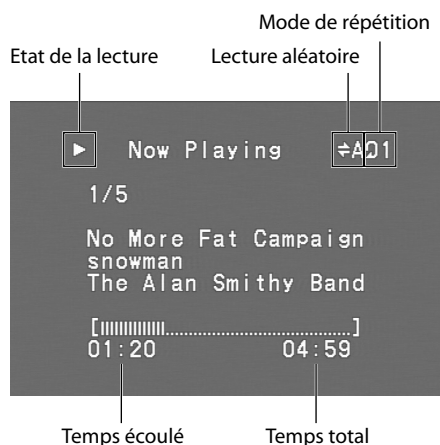 Mode de répétition
Etat de la lecture Lecture aléatoire
Now Playing A 1
1/5
No More Fat Campaign
snowman
The Alan Smithy Band
01:20 04:59
Temps écoulé Temps total